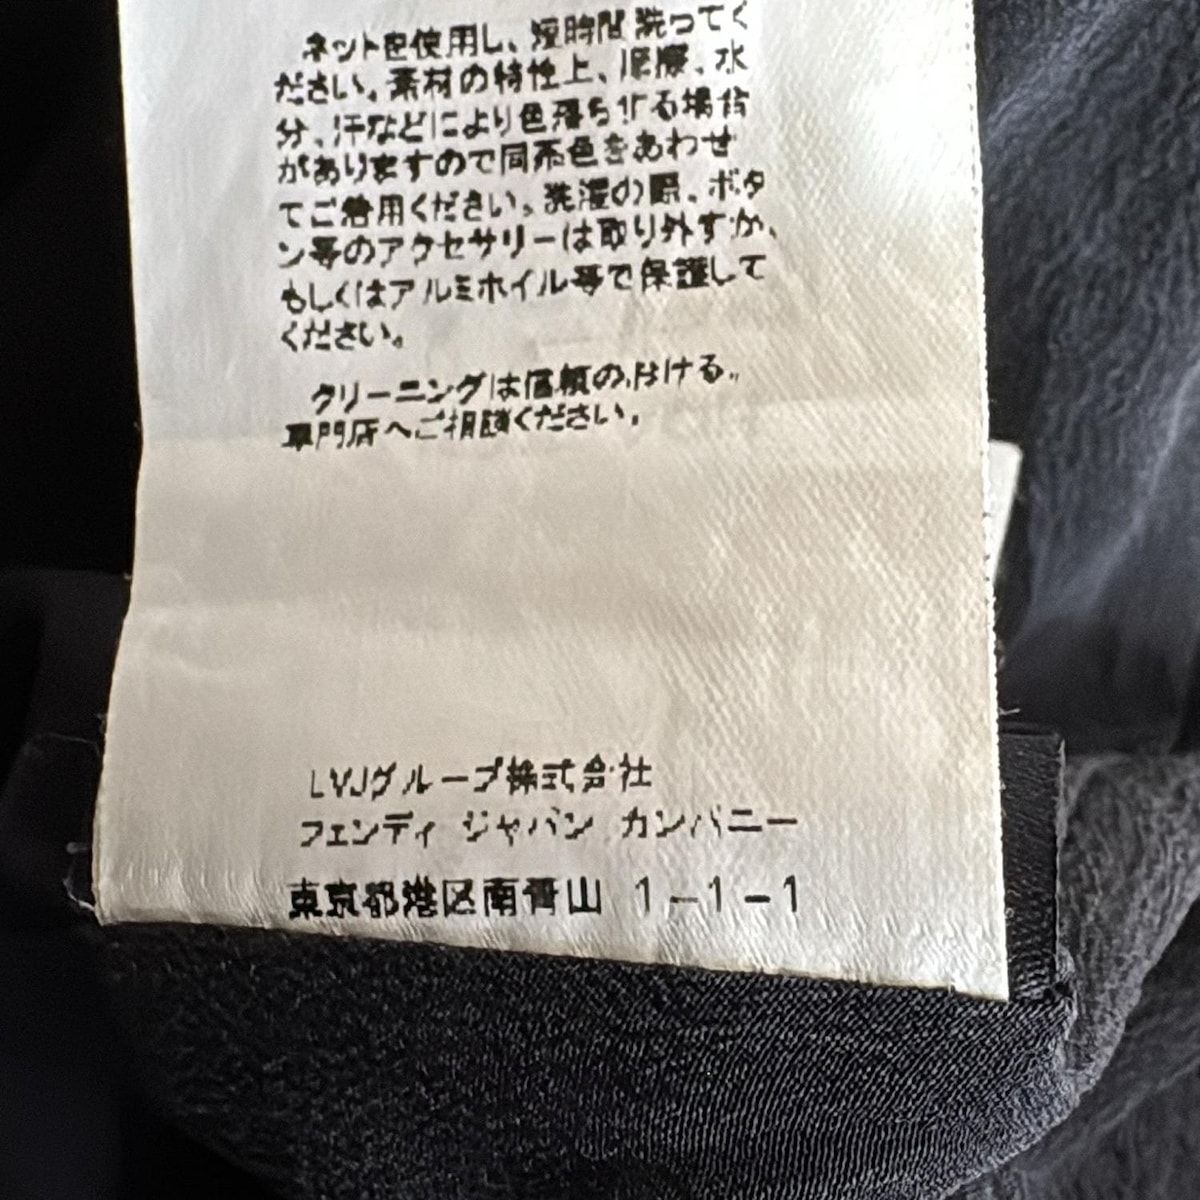 ネットを使用し、短時間洗ってく
ださい。素材の特性上、摩擦、水
分、汗などにより色落ちする場合
がありますので同系色をあわせ
てご着用ください。洗濯の際、ボタ
ン等のアクセサリーは取り外すか、
もしくはアルミホイル等で保護して
ください。
クリーニングは信頼のおける
専門店へご相談ください。
LVJグループ株式会社
フェンディ ジャパン カンパニー
東京都港区南青山 1-1-1